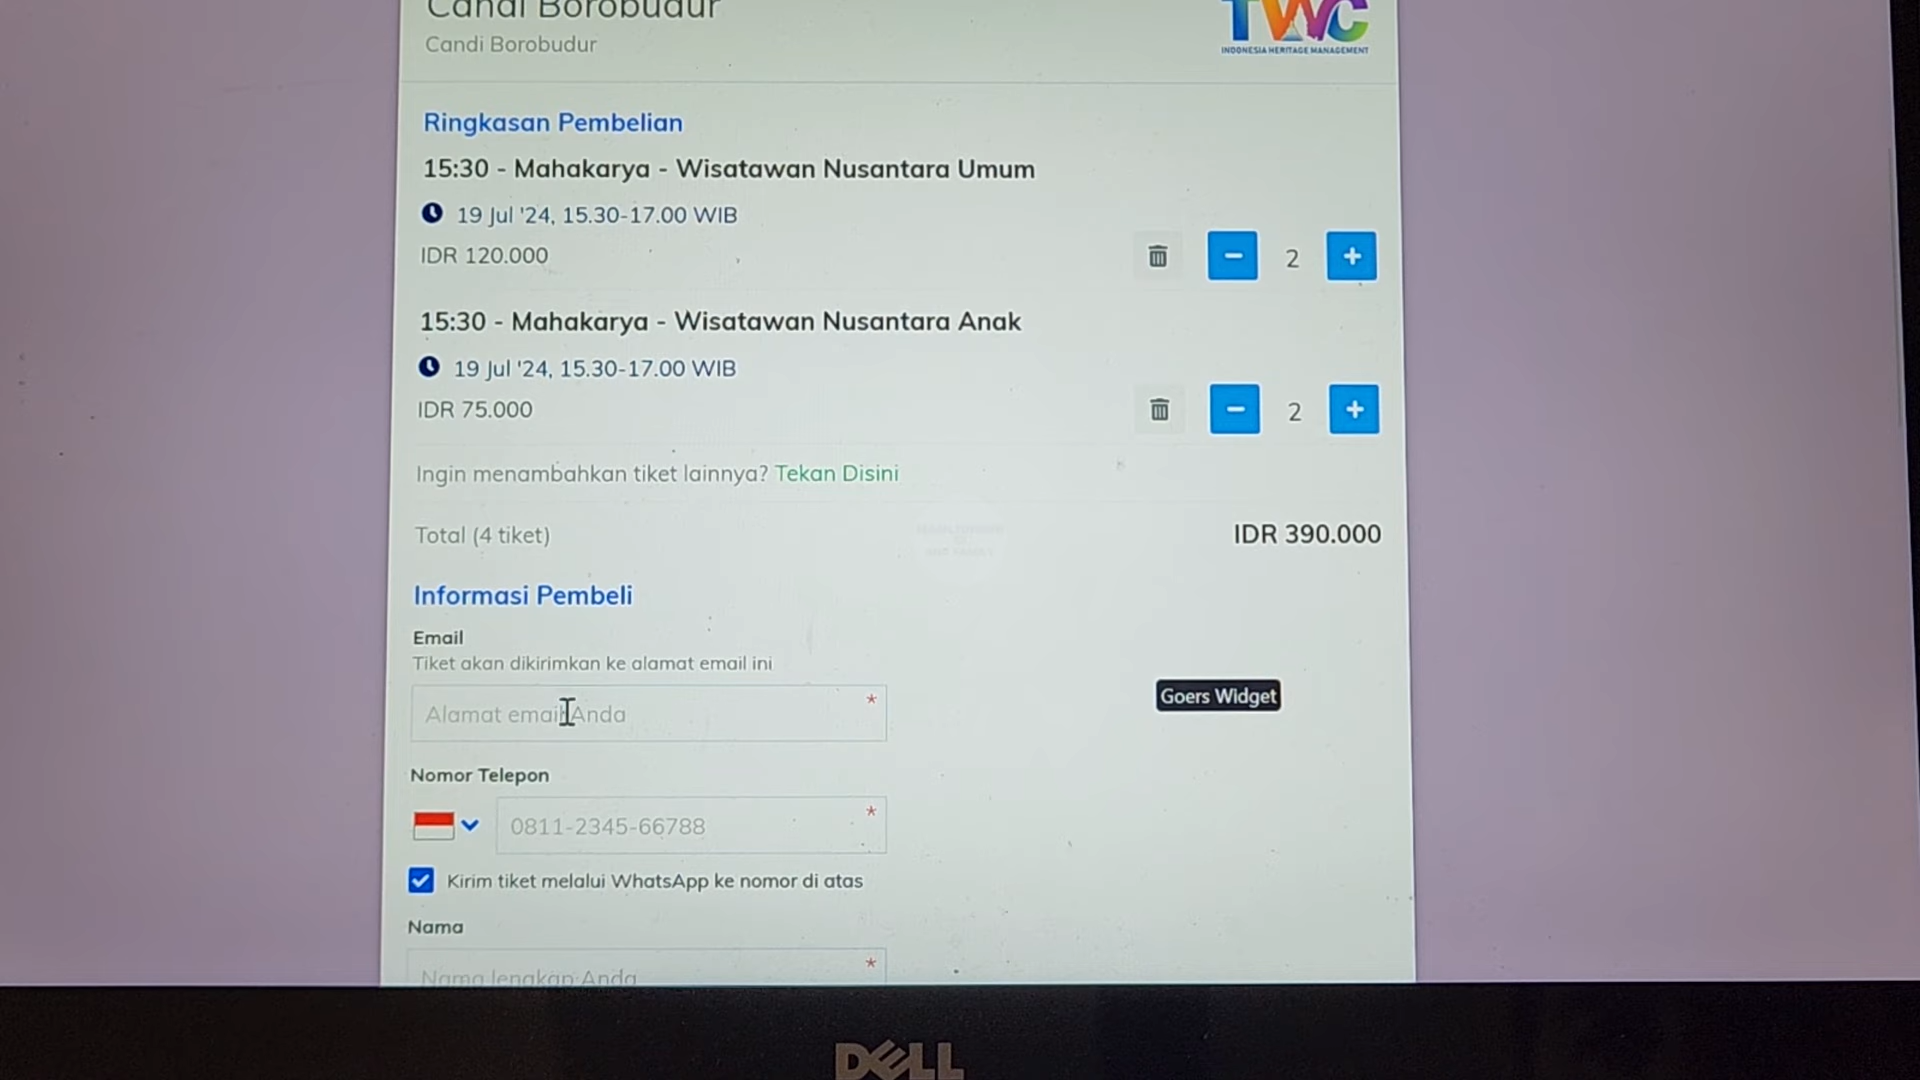 Candi Borobudur
Candi Borobudur
TWC
INDONESIA HERITAGE MANAGEMENT
Ringkasan Pembelian
15:30 - Mahakarya - Wisatawan Nusantara Umum
19 Jul '24, 15.30-17.00 WIB
IDR 120.000
2
15:30 - Mahakarya - Wisatawan Nusantara Anak
19 Jul '24, 15.30-17.00 WIB
IDR 75.000
2
Ingin menambahkan tiket lainnya? Tekan Disini
Total (4 tiket)
IDR 390.000
Informasi Pembeli
Email
Tiket akan dikirimkan ke alamat email ini
Alamat email Anda
*
Goers Widget
Nomor Telepon
0811-2345-66788
*
Kirim tiket melalui WhatsApp ke nomor di atas
Nama
Nama lengkap Anda
*
DELL